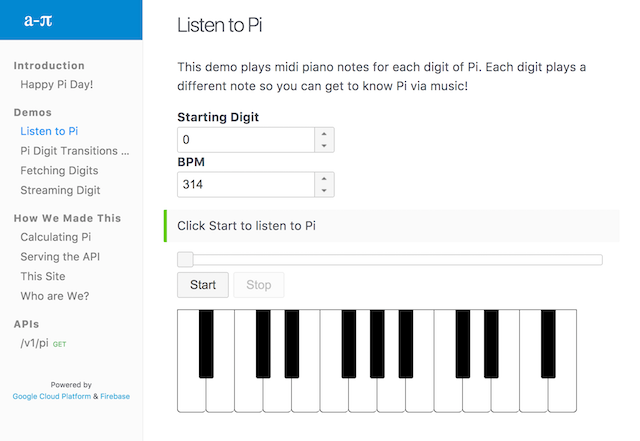 a-π
Introduction
Happy Pi Day!
Demos
Listen to Pi
Pi Digit Transitions ...
Fetching Digits
Streaming Digit
How We Made This
Calculating Pi
Serving the API
This Site
Who are We?
APIs
/v1/pi GET
Powered by
Google Cloud Platform & Firebase
Listen to Pi
This demo plays midi piano notes for each digit of Pi. Each digit plays a
different note so you can get to know Pi via music!
Starting Digit
0
BPM
314
Click Start to listen to Pi
Start Stop